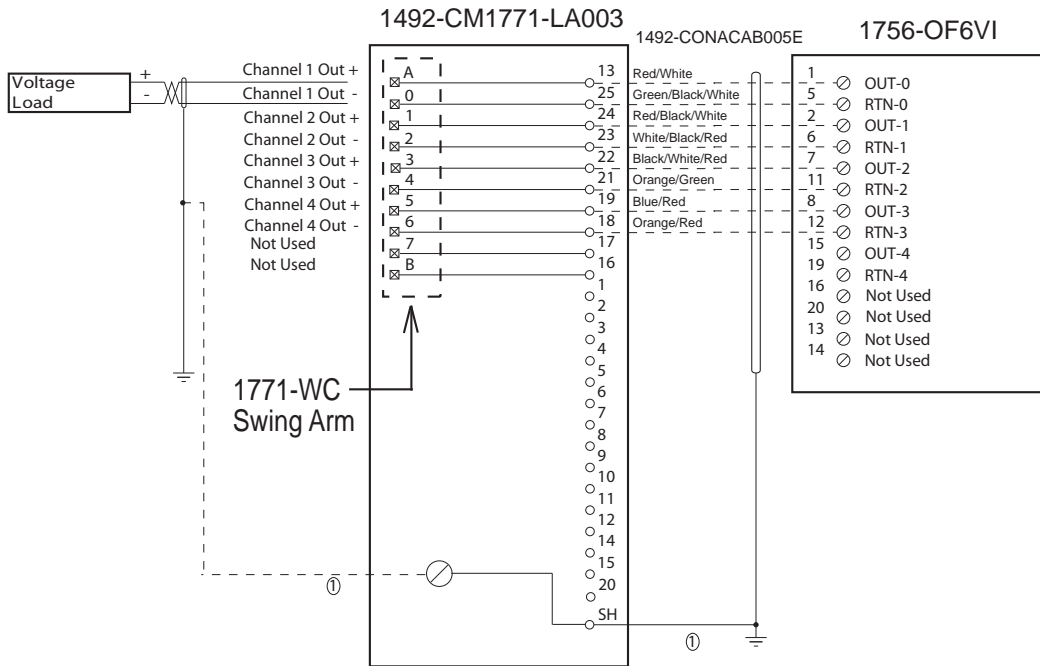 1492-CM1771-LA003
1492-CONACAB005E
1756-OF6VI
Voltage
Load
+
-
Channel 1 Out +
Channel 1 Out -
Channel 2 Out +
Channel 2 Out -
Channel 3 Out +
Channel 3 Out -
Channel 4 Out +
Channel 4 Out -
Not Used
Not Used
A
0
1
2
3
4
5
6
7
B
1771-WC
Swing Arm
13
25
24
23
22
21
19
18
17
16
1
2
3
4
5
6
7
8
9
10
11
12
14
15
20
SH
Red/White
Green/Black/White
Red/Black/White
White/Black/Red
Black/White/Red
Orange/Green
Blue/Red
Orange/Red
1 OUT-0
5 RTN-0
2 OUT-1
6 RTN-1
7 OUT-2
11 RTN-2
8 OUT-3
12 RTN-3
15 OUT-4
19 RTN-4
16 Not Used
20 Not Used
13 Not Used
14 Not Used
①
①